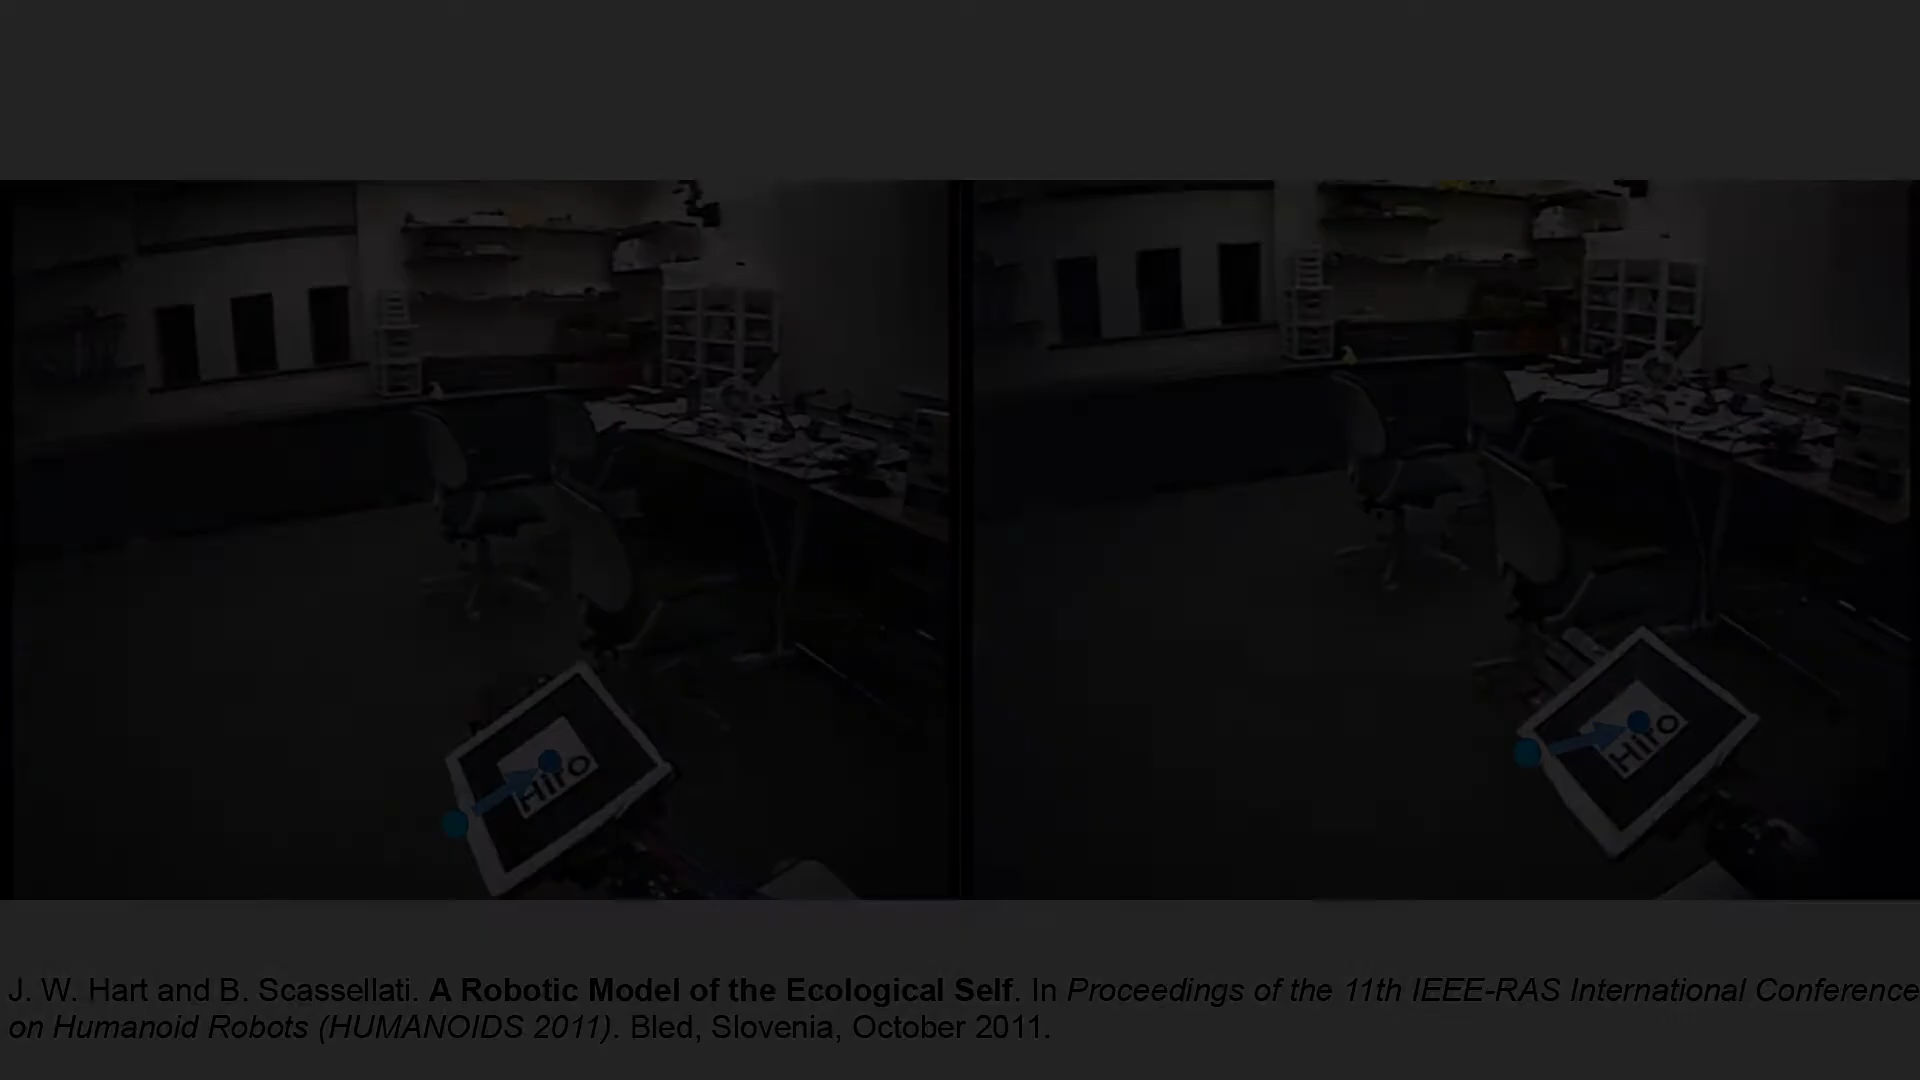 Hiro
Hiro
J. W. Hart and B. Scassellati. A Robotic Model of the Ecological Self. In Proceedings of the 11th IEEE-RAS International Conference
on Humanoid Robots (HUMANOIDS 2011). Bled, Slovenia, October 2011.